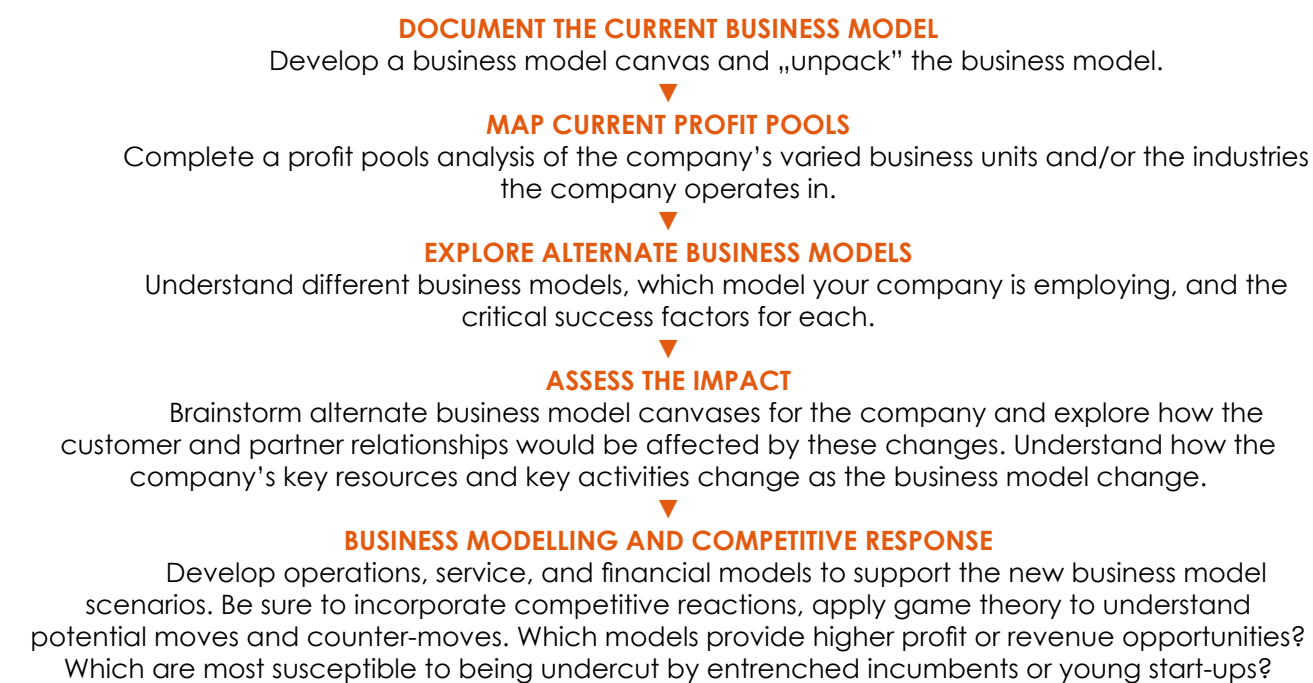 DOCUMENT THE CURRENT BUSINESS MODEL
Develop a business model canvas and „unpack” the business model.
MAP CURRENT PROFIT POOLS
Complete a profit pools analysis of the company’s varied business units and/or the industries
the company operates in.
EXPLORE ALTERNATE BUSINESS MODELS
Understand different business models, which model your company is employing, and the
critical success factors for each.
ASSESS THE IMPACT
Brainstorm alternate business model canvases for the company and explore how the
customer and partner relationships would be affected by these changes. Understand how the
company’s key resources and key activities change as the business model change.
BUSINESS MODELLING AND COMPETITIVE RESPONSE
Develop operations, service, and financial models to support the new business model
scenarios. Be sure to incorporate competitive reactions, apply game theory to understand
potential moves and counter-moves. Which models provide higher profit or revenue opportunities?
Which are most susceptible to being undercut by entrenched incumbents or young start-ups?